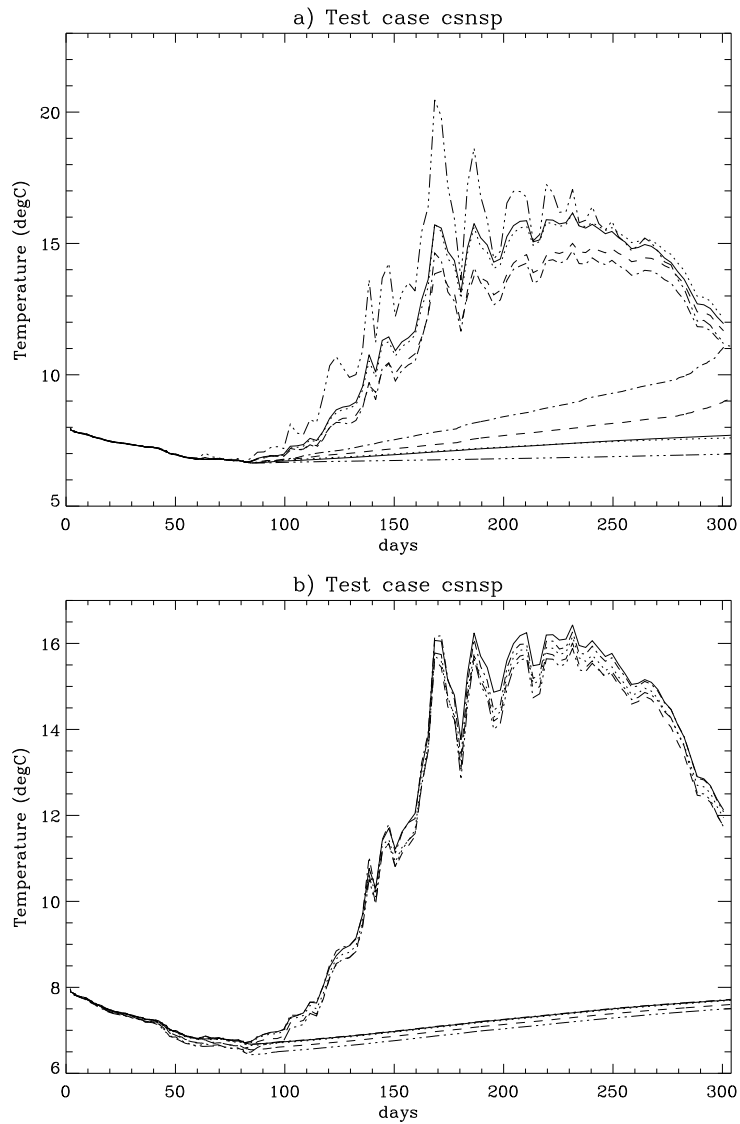 a) Test case csnsp
20
15
10
5
Temperature (degC)
0 50 100 150 200 250 300
days
b) Test case csnsp
16
14
12
10
8
6
Temperature (degC)
0 50 100 150 200 250 300
days